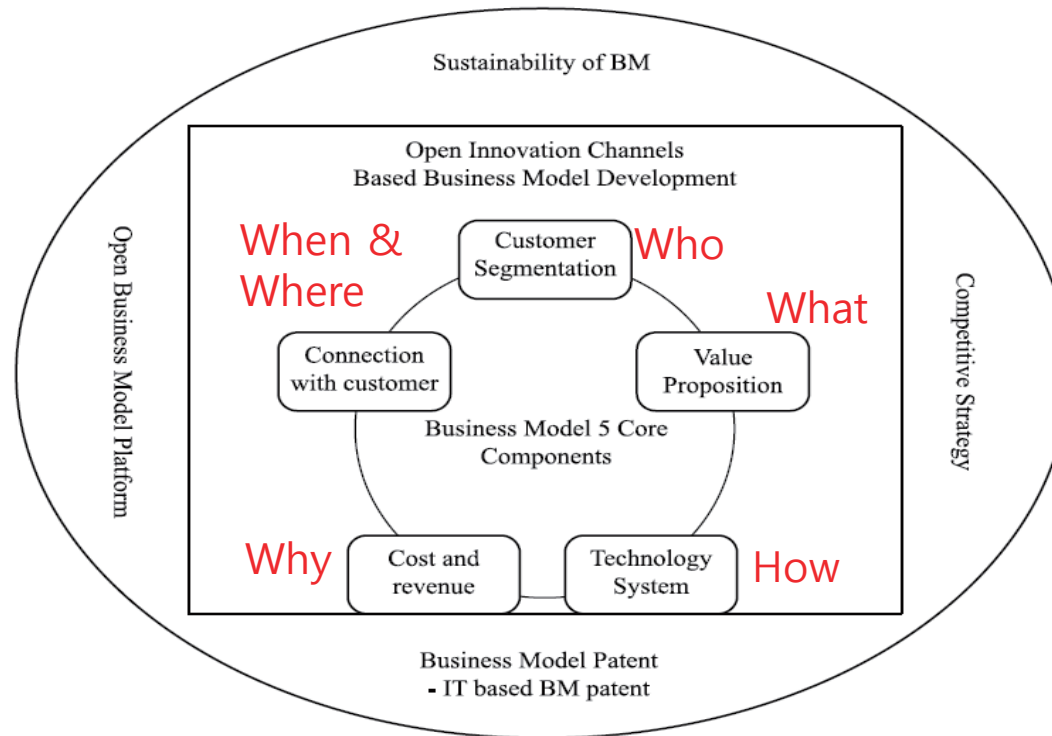 Sustainability of BM
Open Innovation Channels
Based Business Model Development
When &
Where
Customer
Segmentation
Who
What
Connection
with customer
Value
Proposition
Open Business Model Platform
Competitive Strategy
Business Model 5 Core
Components
Why
Cost and
revenue
Technology
System
How
Business Model Patent
- IT based BM patent